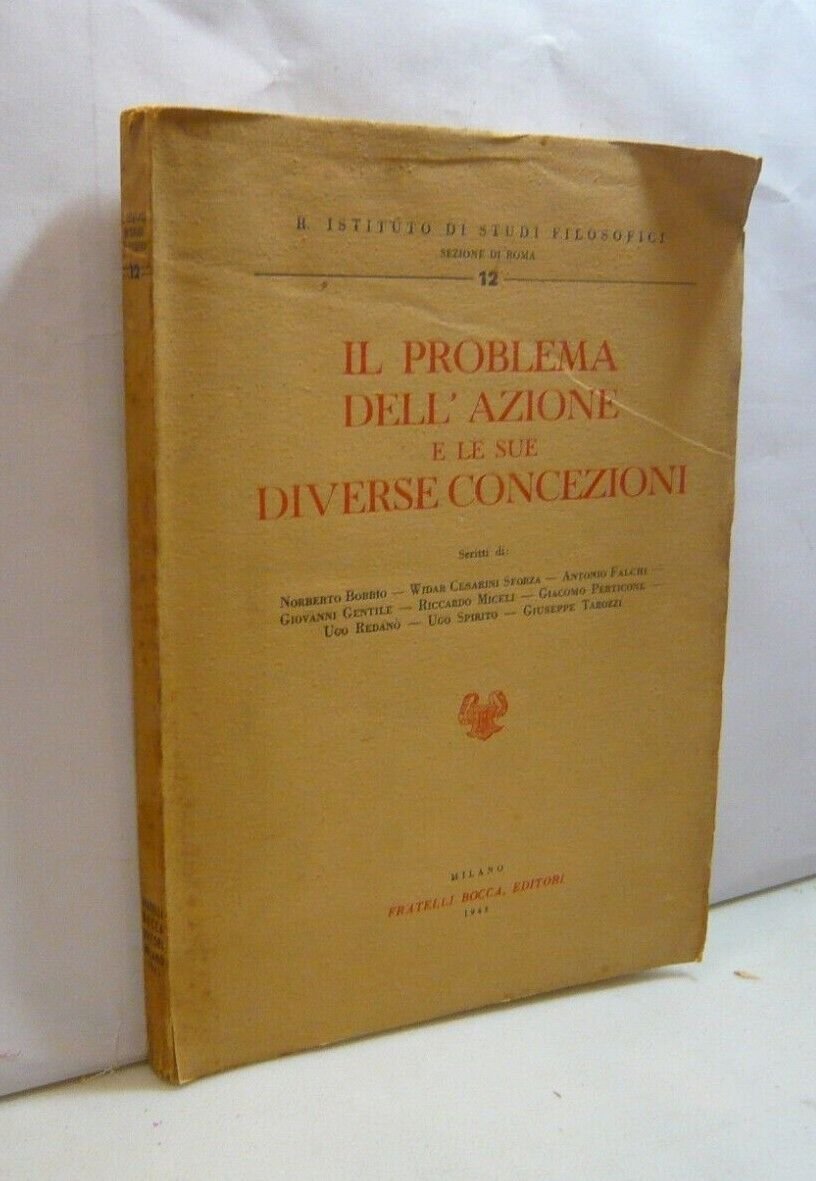 R. ISTITUTO DI STUDI FILOSOFICI
SEZIONE DI ROMA
12
IL PROBLEMA
DELL' AZIONE
E LE SUE
DIVERSE CONCEZIONI
Scritti di:
NORBERTO BOBBIO — WIDAR CESARINI SFORZA — ANTONIO FALCHI —
GIOVANNI GENTILE — RICCARDO MICELI — GIACOMO PERTICONE —
UGO REDANÒ — UGO SPIRITO — GIUSEPPE TAROZZI
MILANO
FRATELLI BOCCA, EDITORI
12